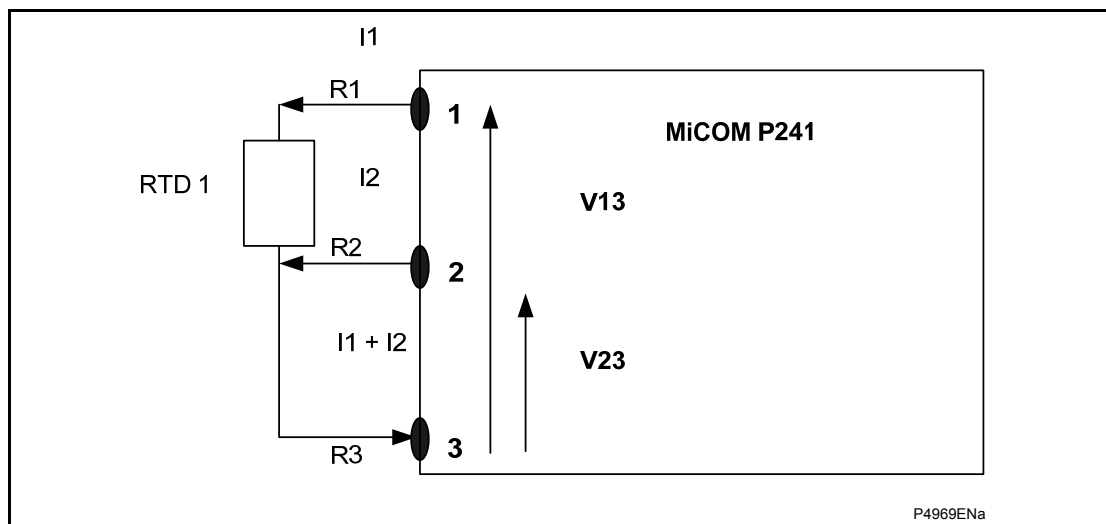 I1
R1
1
MiCOM P241
RTD 1
I2
V13
R2
2
I1 + I2
V23
R3
3
P4969ENa